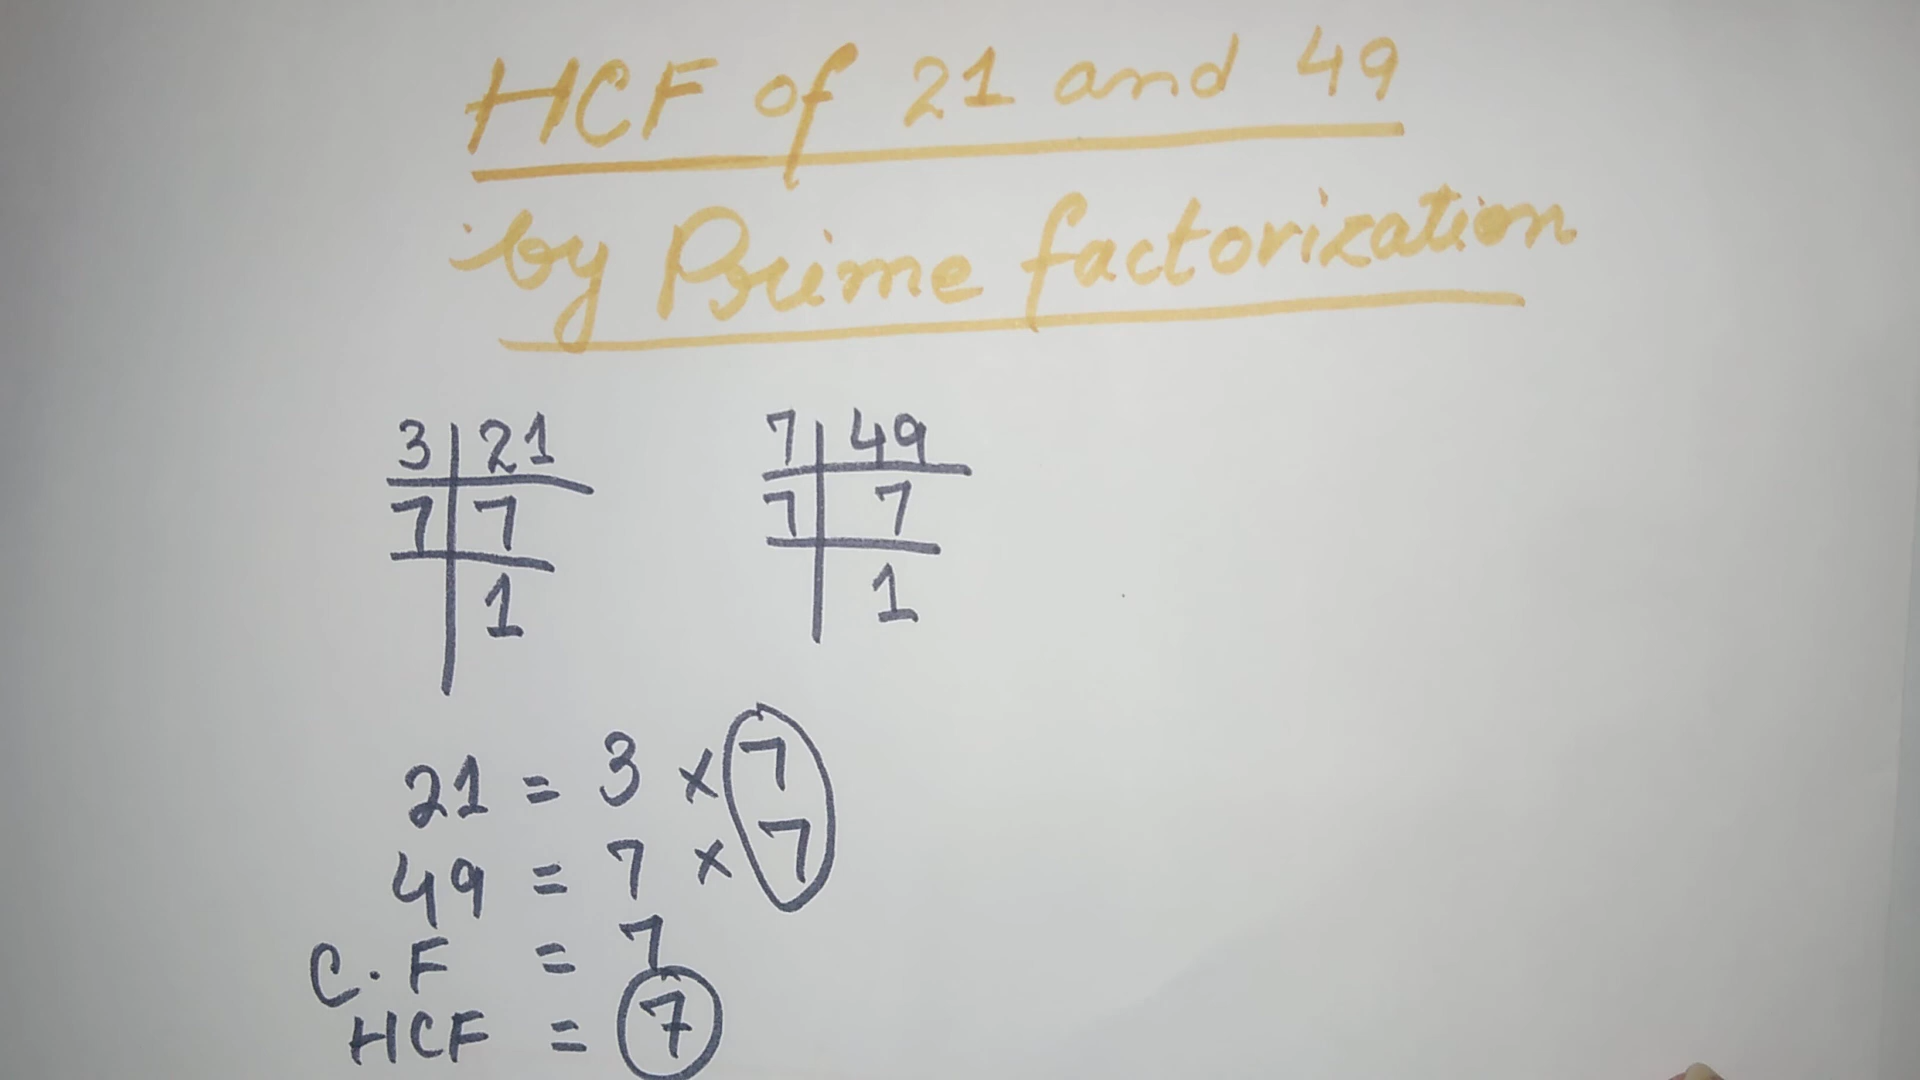 HCF of 21 and 49
by Prime factorization
3 | 21
7 | 7
1
7 | 49
7 | 7
1
21 = 3 × 7
49 = 7 × 7
C.F = 7
HCF = 7